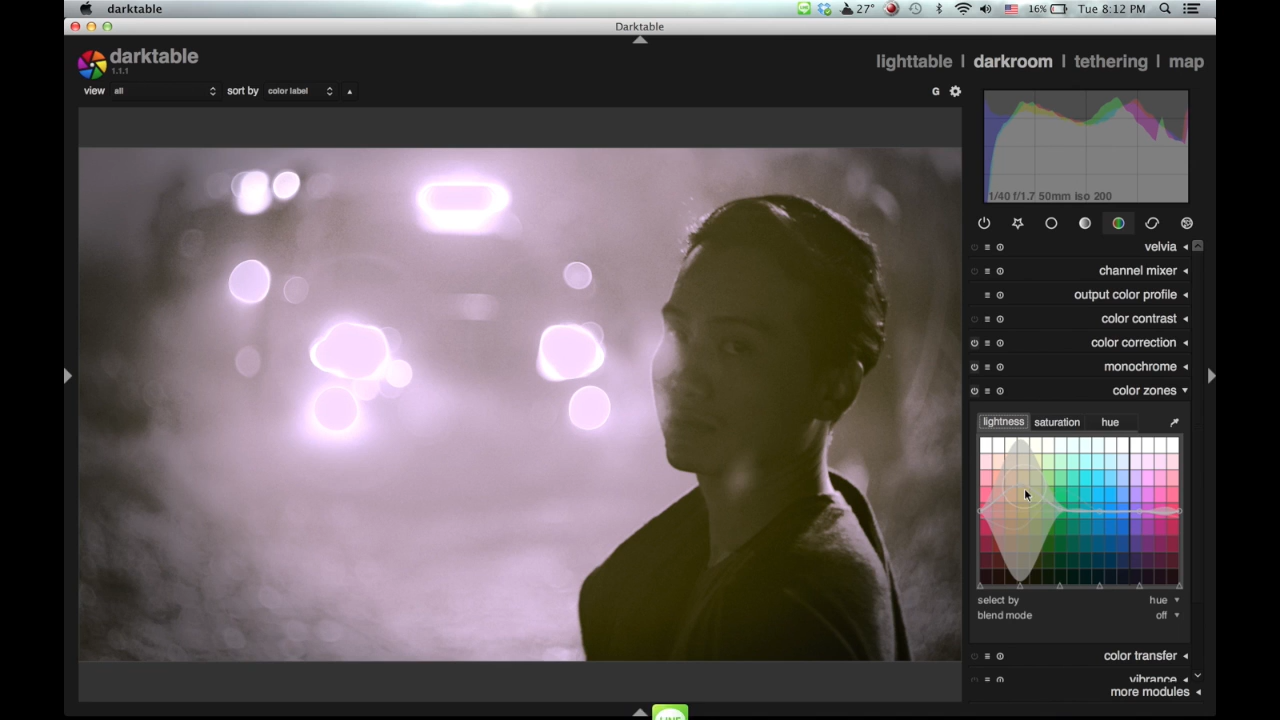 darktable
27° 16% Tue 8:12 PM
Darktable
darktable
1.1.1
lighttable | darkroom | tethering | map
view all sort by color label
G
1/40 f/1.7 50mm iso 200
velvia
channel mixer
output color profile
color contrast
color correction
monochrome
color zones
lightness saturation hue
select by hue
blend mode off
color transfer
vibrance
more modules
LINE